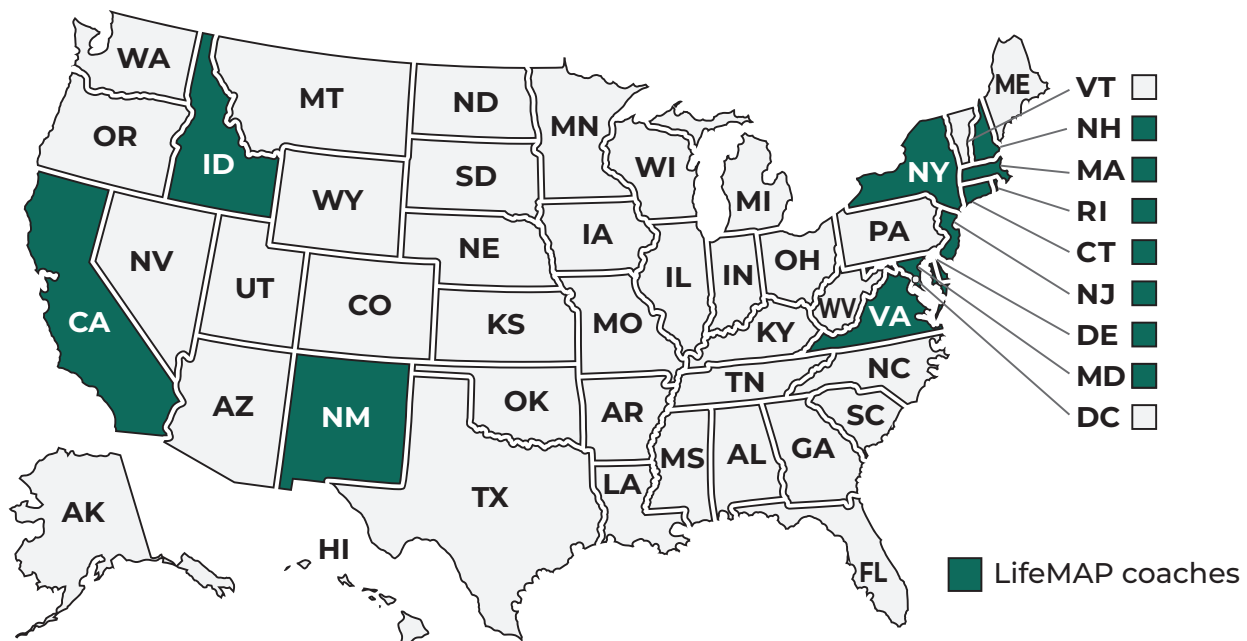 WA
MT
ND
MN
ME
VT
OR
NH
ID
SD
WI
NY
MA
WY
MI
RI
NE
IA
PA
CT
NV
UT
CO
IL
IN
OH
NJ
CA
KS
MO
WV
VA
KY
DE
AZ
NM
OK
TN
NC
MD
AR
SC
DC
MS
AL
GA
LA
TX
AK
HI
FL
LifeMAP coaches